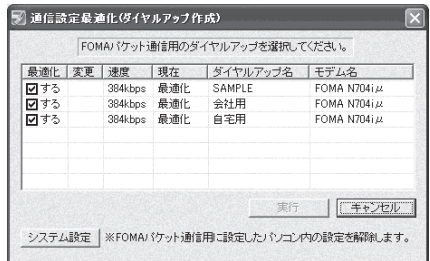 通信設定最適化(ダイヤルアップ作成)
FOMAパケット通信用のダイヤルアップを選択してください。
最適化 変更 速度 現在 ダイヤルアップ名 モデム名
する 384kbps 最適化 SAMPLE FOMA N704iμ
する 384kbps 最適化 会社用 FOMA N704iμ
する 384kbps 最適化 自宅用 FOMA N704iμ
実行 キャンセル
システム設定 ※FOMAパケット通信用に設定したパソコン内の設定を解除します。